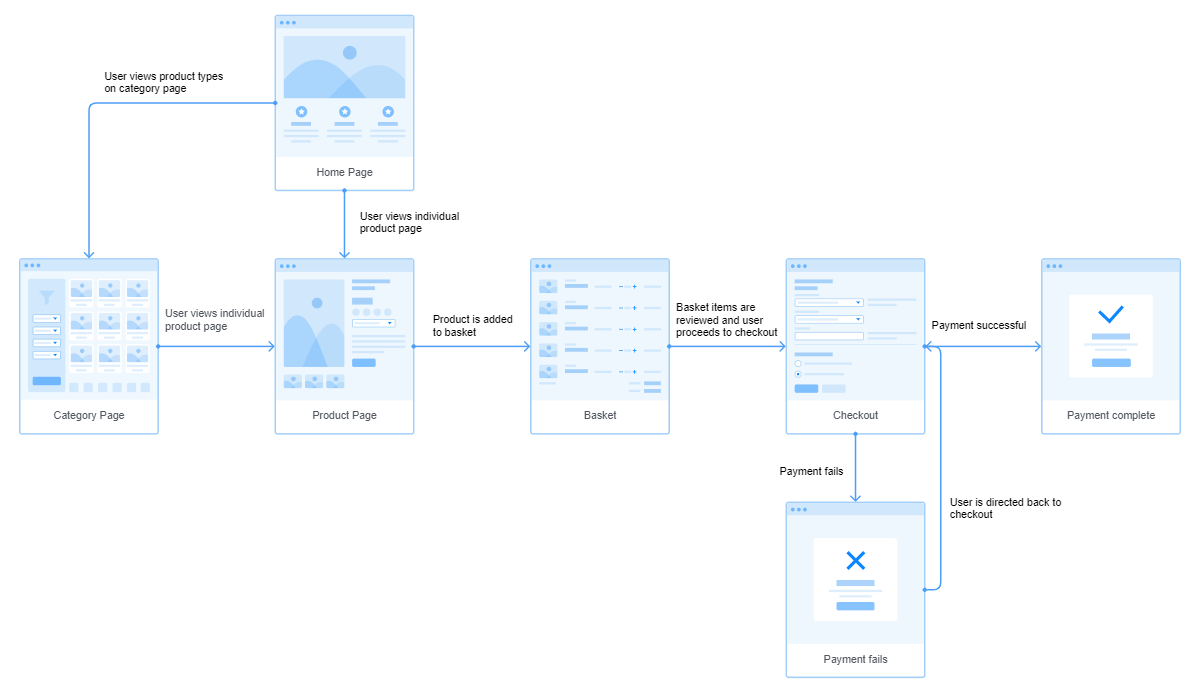 User views product types
on category page
Home Page
User views individual
product page
User views individual
product page
Product is added
to basket
Basket items are
reviewed and user
proceeds to checkout
Payment successful
Category Page
Product Page
Basket
Checkout
Payment complete
Payment fails
User is directed back to
checkout
Payment fails